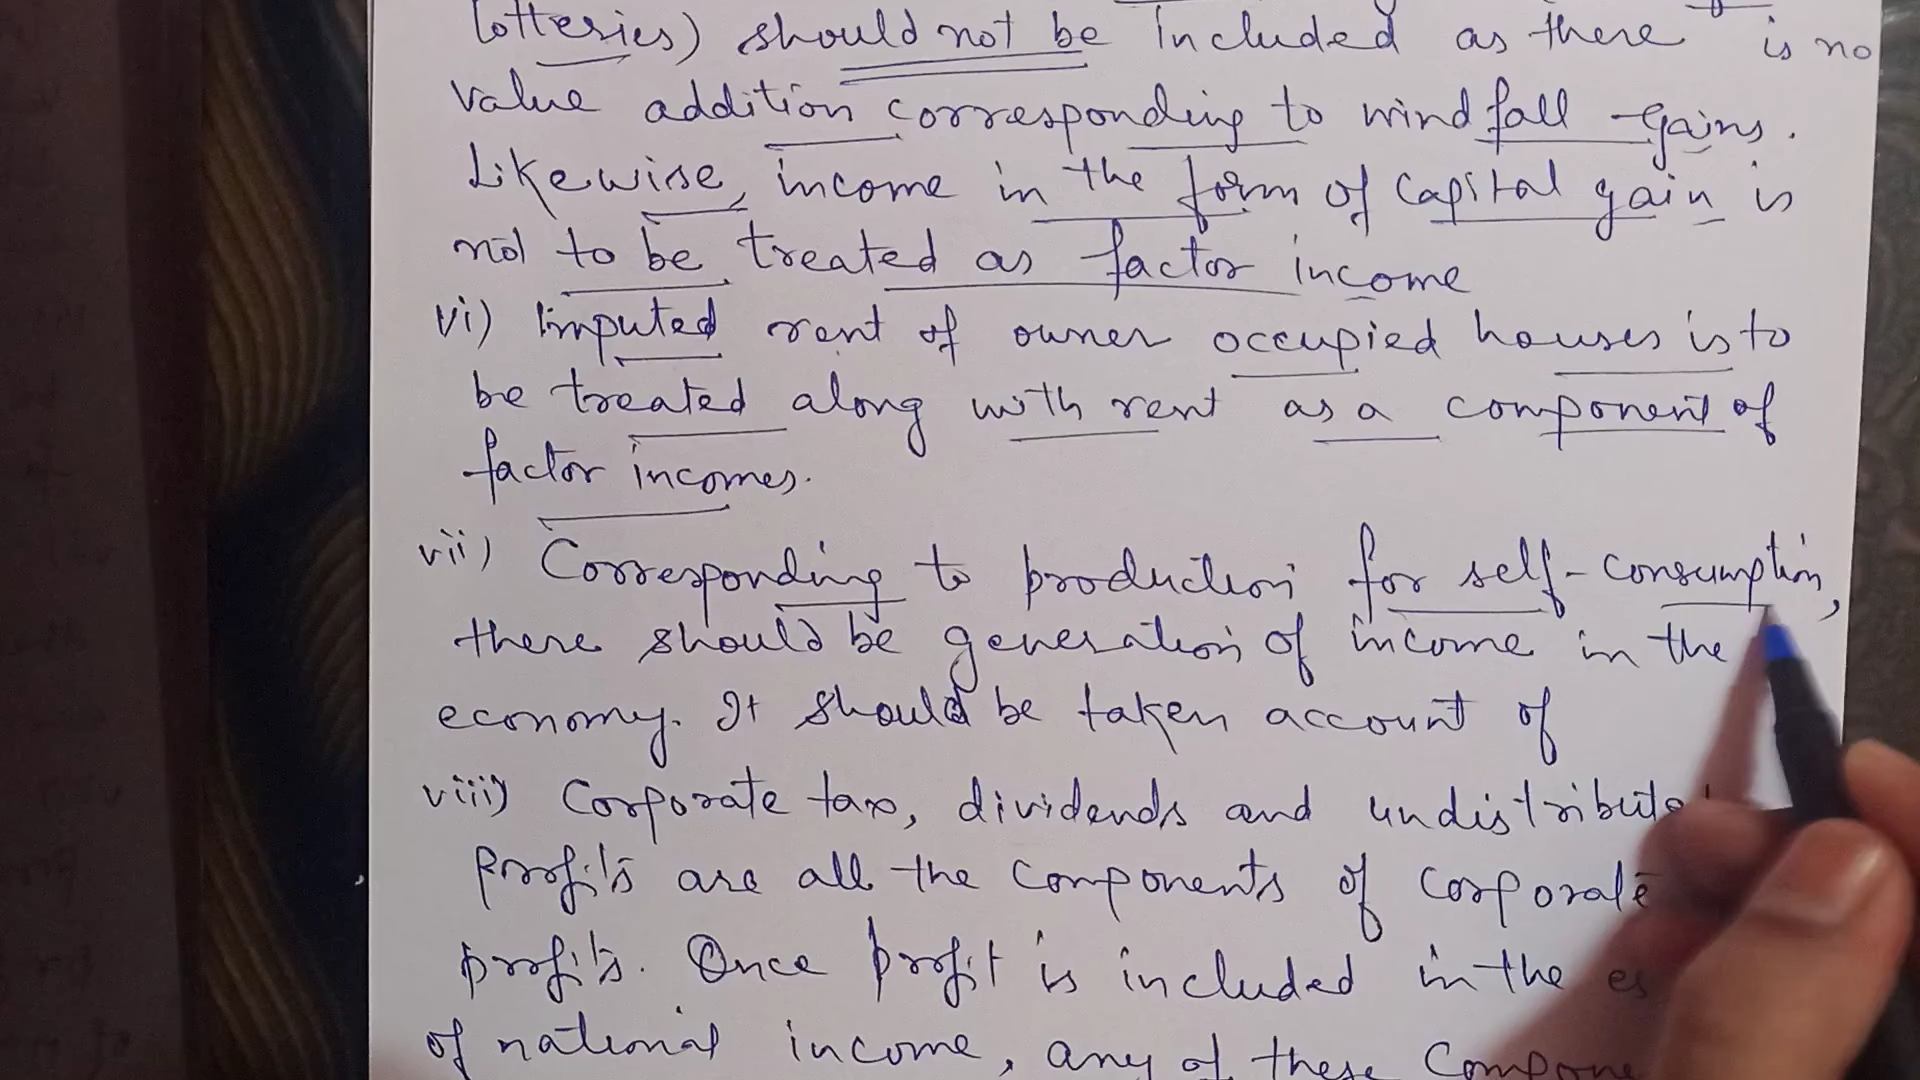 lotteries) should not be included as there is no
value addition corresponding to windfall gains.
Likewise, income in the form of capital gain is
not to be treated as factor income
vi) Imputed rent of owner occupied houses is to
be treated along with rent as a component of
factor incomes.
vii) Corresponding to production for self-consumption,
there should be generation of income in the
economy. It should be taken account of
viii) Corporate tax, dividends and undistributed
profits are all the components of corporate
profits. Once profit is included in the es
of national income, any of these Compone